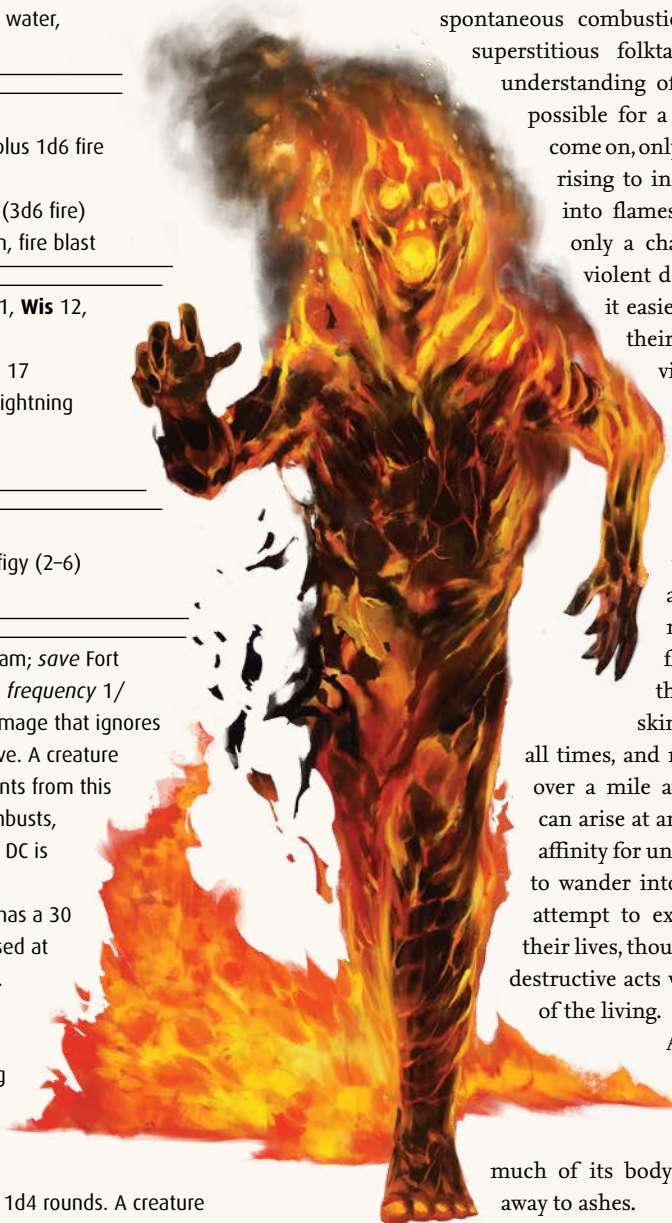 water,
plus 1d6 fire
(3d6 fire)
n, fire blast
1, Wis 12,
17
ightning
figy (2–6)
am; save Fort
frequency 1/
mage that ignores
ve. A creature
nts from this
nbusts,
DC is
has a 30
sed at
g
1d4 rounds. A creature
spontaneous combustio
superstitious folkta
understanding of
possible for a
come on, only
rising to in
into flames
only a cha
violent d
it easie
their
vi
a
r
f
th
skin
all times, and r
over a mile a
can arise at an
affinity for un
to wander into
attempt to ex
their lives, thou
destructive acts v
of the living.
A
much of its body
away to ashes.